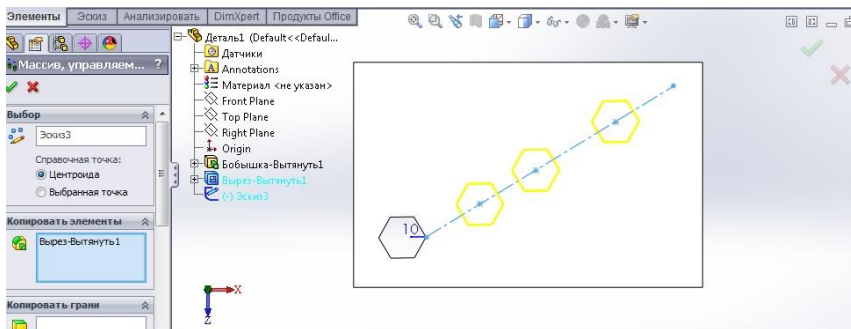 Элементы Эскиз Анализировать DimXpert Продукты Office
Массив, управляем... ?
Выбор
Эскиз3
Справочная точка:
Центроида
Выбранная точка
Копировать элементы
Вырез-Вытянуть1
Копировать грани
Деталь1 (Default<<Defaul...
Датчики
Annotations
Материал <не указан>
Front Plane
Top Plane
Right Plane
Origin
Бобышка-Вытянуть1
Вырез-Вытянуть1
(-) Эскиз3
10
X
Z